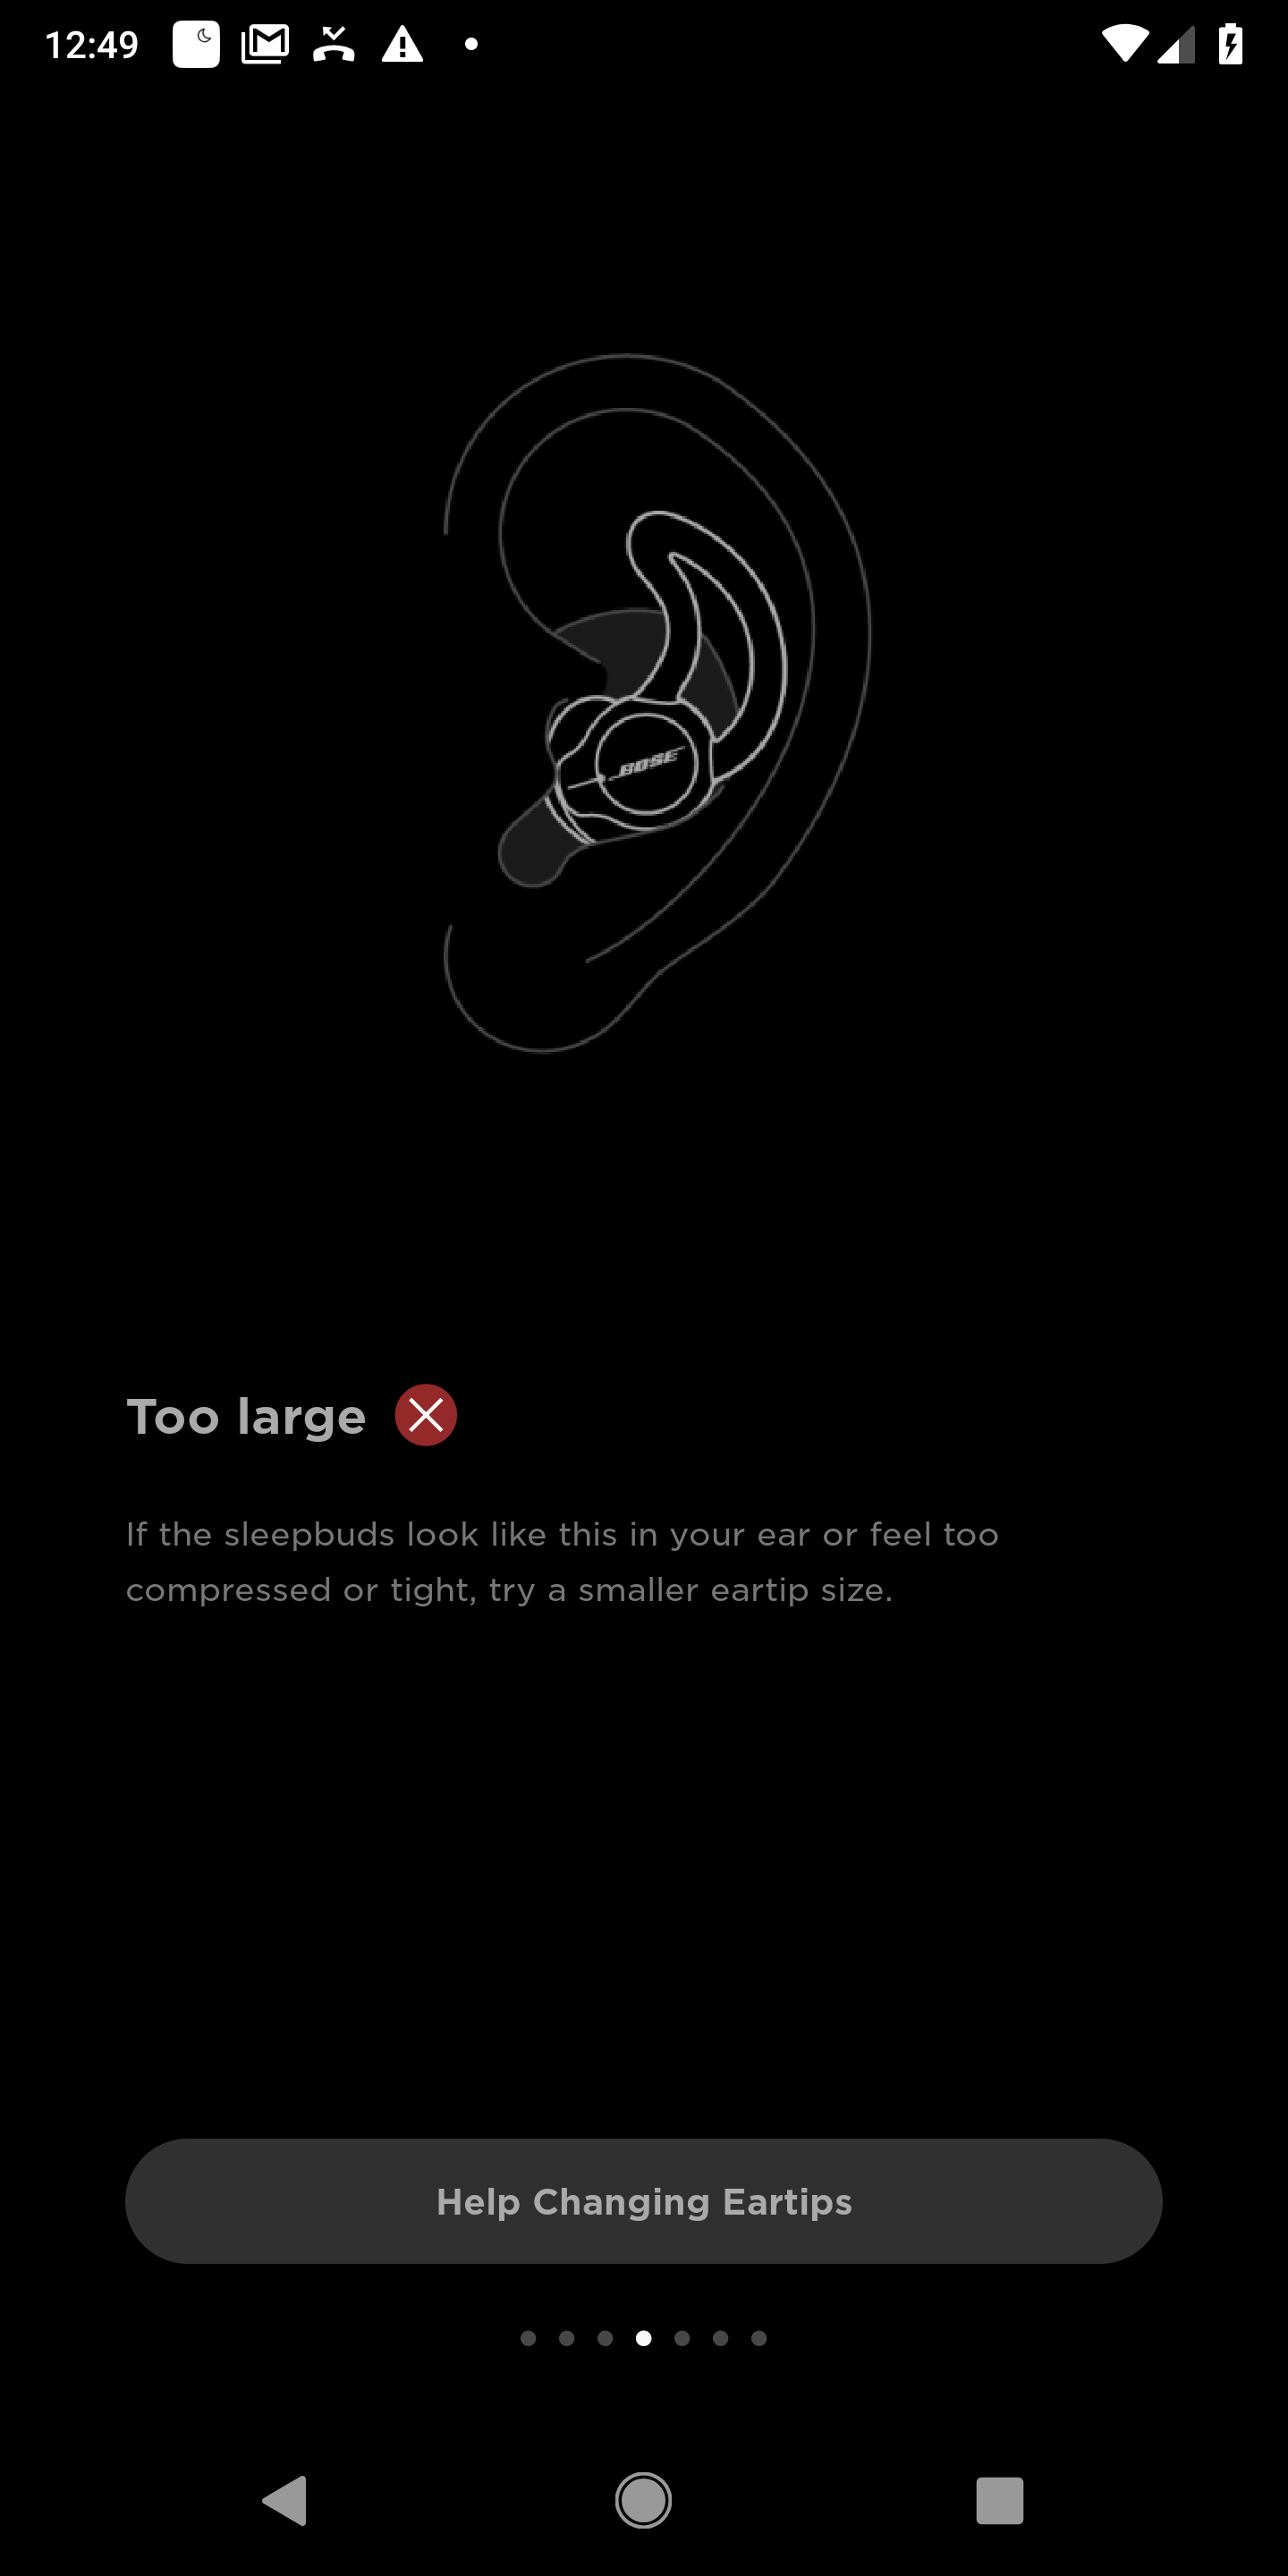 12:49
BOSE
Too large
If the sleepbuds look like this in your ear or feel too
compressed or tight, try a smaller eartip size.
Help Changing Eartips